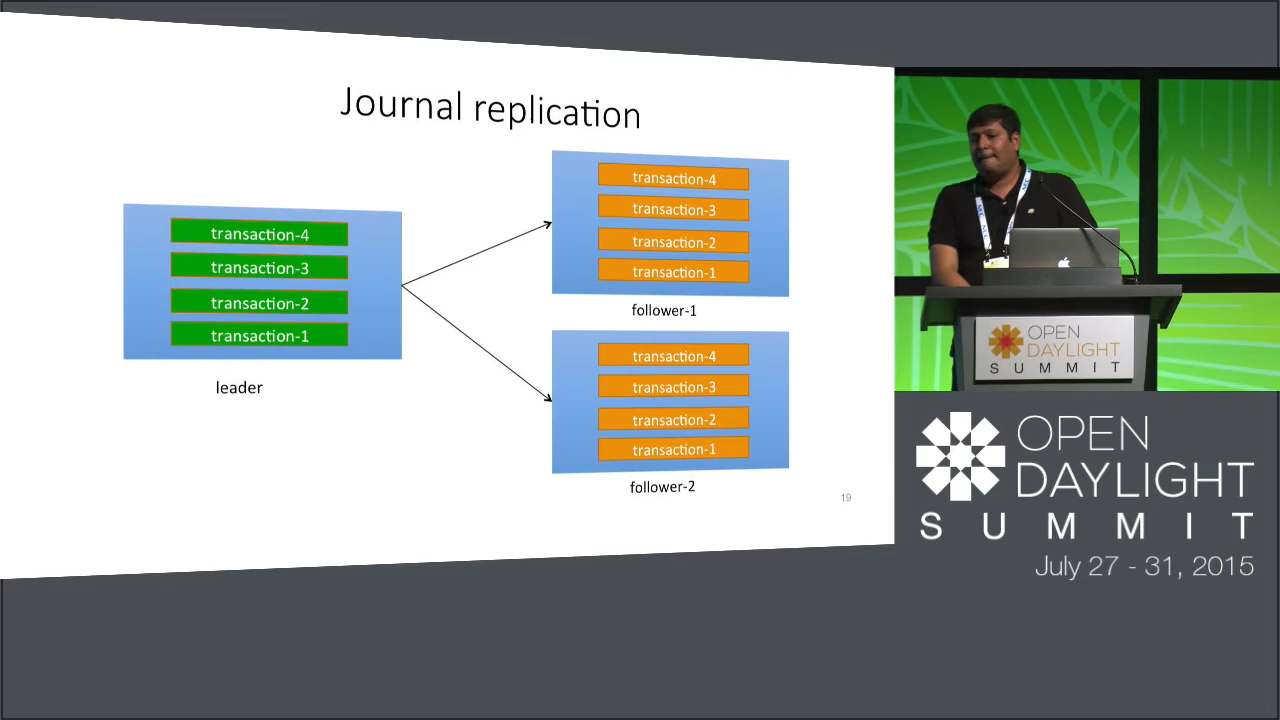 Journal replication
transaction-4
transaction-3
transaction-2
transaction-1
leader
transaction-4
transaction-3
transaction-2
transaction-1
follower-1
transaction-4
transaction-3
transaction-2
transaction-1
follower-2
19
OPEN
DAYLIGHT
SUMMIT
OPEN
DAYLIGHT
SUMMIT
July 27 - 31, 2015